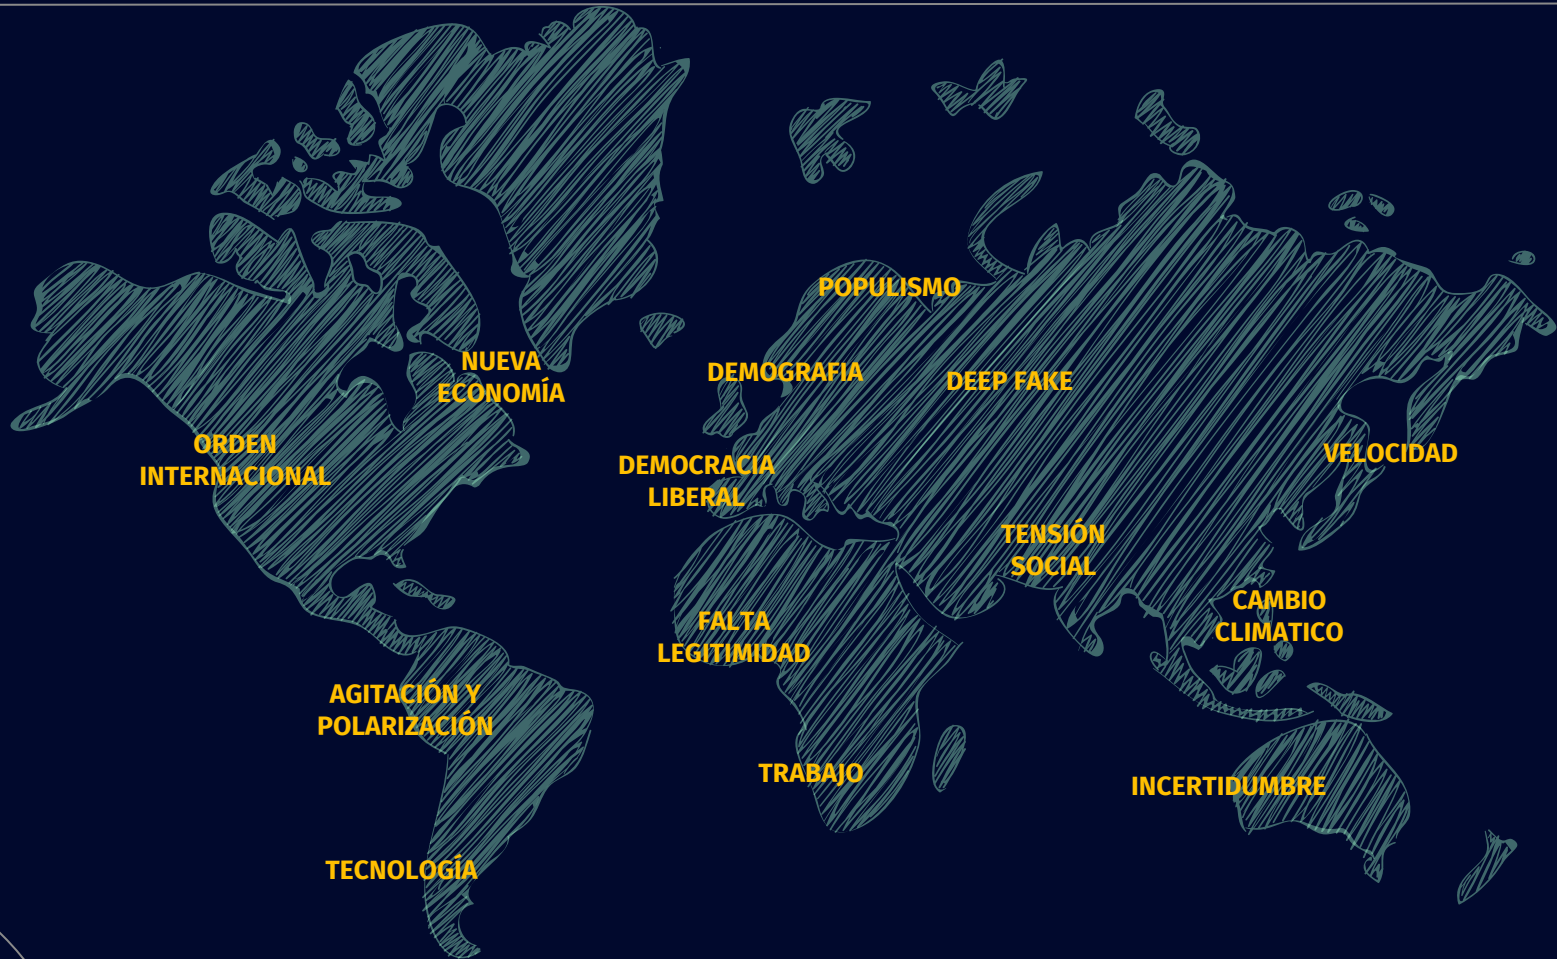 POPULISMO
NUEVA
ECONOMÍA
DEMOGRAFIA
DEEP FAKE
ORDEN
INTERNACIONAL
DEMOCRACIA
LIBERAL
VELOCIDAD
TENSIÓN
SOCIAL
FALTA
LEGITIMIDAD
CAMBIO
CLIMATICO
AGITACIÓN Y
POLARIZACIÓN
TRABAJO
INCERTIDUMBRE
TECNOLOGÍA